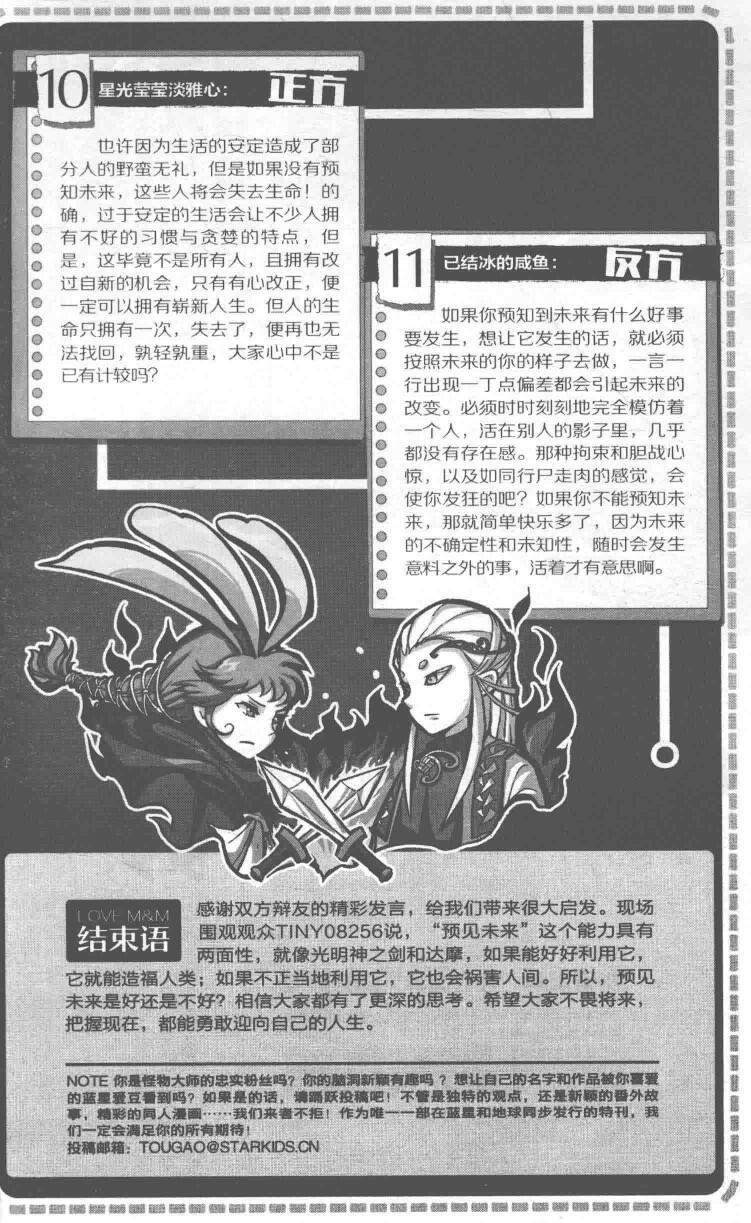 10 星光莹莹淡雅心： 正方
也许因为生活的安定造成了部
分人的野蛮无礼，但是如果没有预
知未来，这些人将会失去生命！的
确，过于安定的生活会让不少人拥
有不好的习惯与贪婪的特点，但
是，这毕竟不是所有人，且拥有改
过自新的机会，只有有心改正，便
一定可以拥有崭新人生。但人的生
命只拥有一次，失去了，便再也无
法找回，孰轻孰重，大家心中不是
已有计较吗？
11 已结冰的咸鱼： 反方
如果你预知到未来有什么好事
要发生，想让它发生的话，就必须
按照未来的你的样子去做，一言一
行出现一丁点偏差都会引起未来的
改变。必须时时刻刻地完全模仿着
一个人，活在别人的影子里，几乎
都没有存在感。那种拘束和胆战心
惊，以及如同行尸走肉的感觉，会
使你发狂的吧？如果你不能预知未
来，那就简单快乐多了，因为未来
的不确定性和未知性，随时会发生
意料之外的事，活着才有意思啊。
LOVE M&M
结束语
感谢双方辩友的精彩发言，给我们带来很大启发。现场
围观观众TINY08256说，“预见未来”这个能力具有
两面性，就像光明神之剑和达摩，如果能好好利用它，
它就能造福人类；如果不正当地利用它，它也会祸害人间。所以，预见
未来是好还是不好？相信大家都有了更深的思考。希望大家不畏将来，
把握现在，都能勇敢迎向自己的人生。
NOTE 你是怪物大师的忠实粉丝吗？你的脑洞新颖有趣吗 ？想让自己的名字和作品被你喜爱
的蓝星爱豆看到吗？如果是的话，请踊跃投稿吧！不管是独特的观点，还是新颖的番外故
事，精彩的同人漫画……我们来者不拒！作为唯一一部在蓝星和地球同步发行的特刊，我
们一定会满足你的所有期待！
投稿邮箱：TOUGAO@STARKIDS.CN